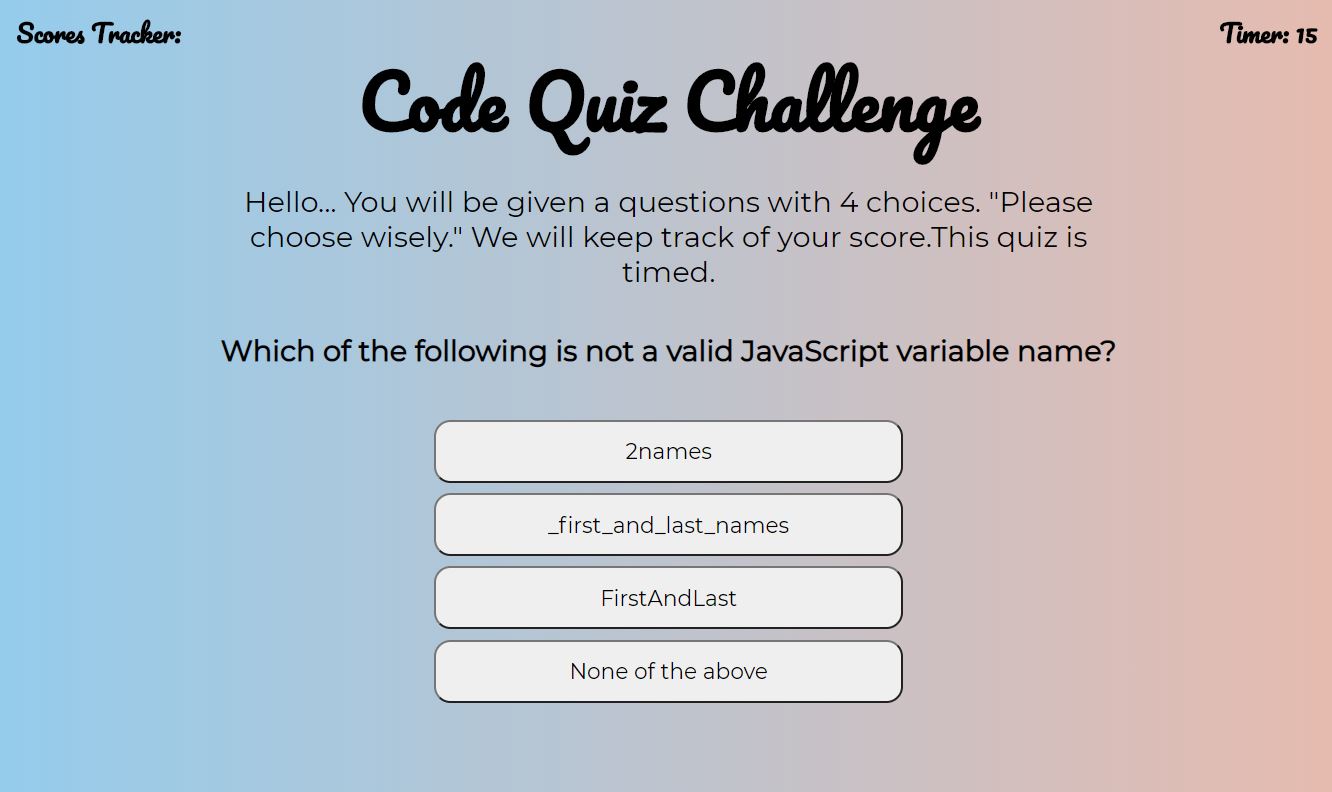 Scores Tracker:
Timer: 15
Code Quiz Challenge
Hello... You will be given a questions with 4 choices. "Please
choose wisely." We will keep track of your score.This quiz is
timed.
Which of the following is not a valid JavaScript variable name?
2names
_first_and_last_names
FirstAndLast
None of the above